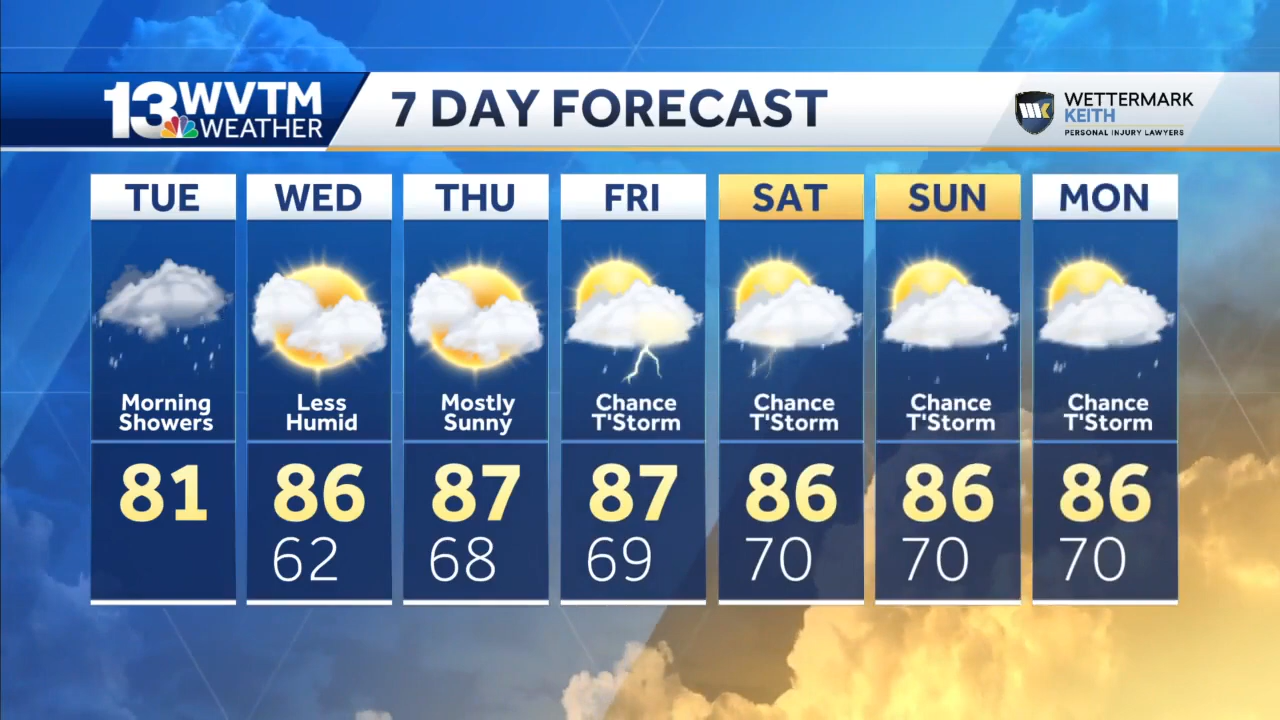 13 WVTM
WEATHER
7 DAY FORECAST
WETTERMARK
KEITH
PERSONAL INJURY LAWYERS
TUE
Morning
Showers
81
WED
Less
Humid
86
62
THU
Mostly
Sunny
87
68
FRI
Chance
T'Storm
87
69
SAT
Chance
T'Storm
86
70
SUN
Chance
T'Storm
86
70
MON
Chance
T'Storm
86
70